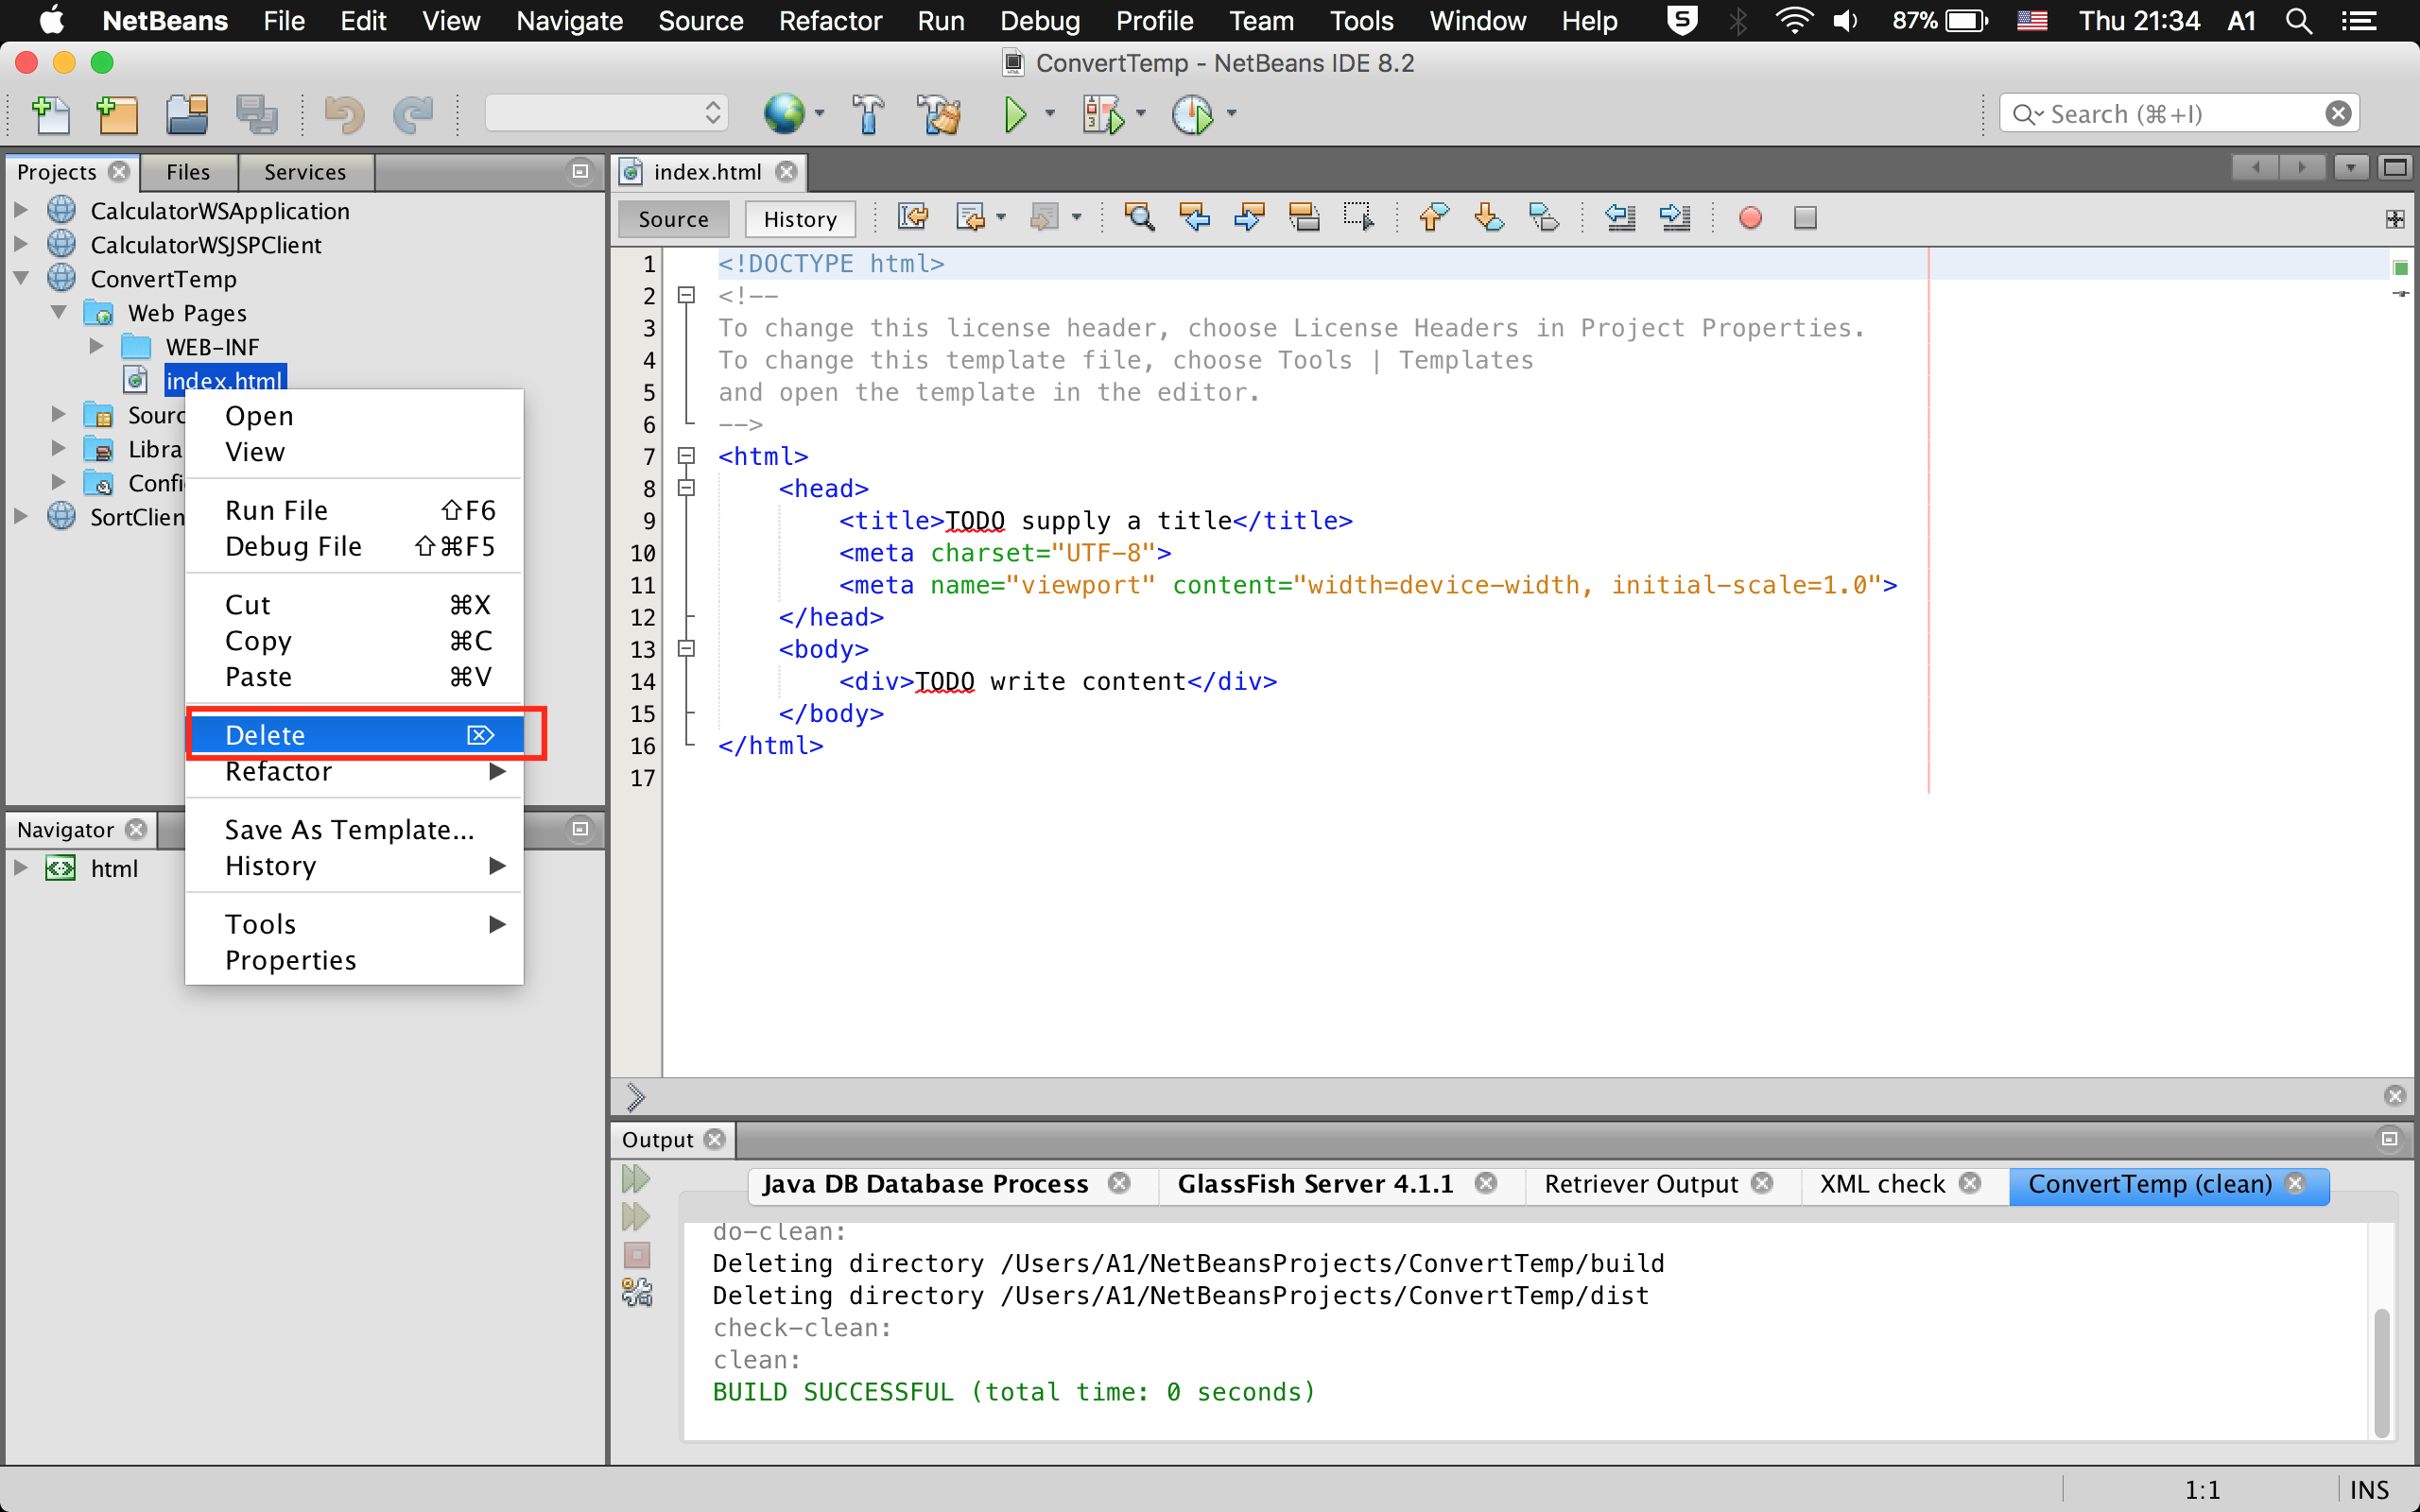 NetBeans File Edit View Navigate Source Refactor Run Debug Profile Team Tools Window Help 87% Thu 21:34 A1
ConvertTemp - NetBeans IDE 8.2
Search (⌘+I)
Projects Files Services
CalculatorWSApplication
CalculatorWSJSPClient
ConvertTemp
Web Pages
WEB-INF
index.html
Sourc
Libra
Confi
SortClien
Open
View
Run File ⇧F6
Debug File ⇧⌘F5
Cut ⌘X
Copy ⌘C
Paste ⌘V
Delete ⌦
Refactor
Save As Template...
History
Tools
Properties
Navigator
html
index.html
Source History
1 <!DOCTYPE html>
2 <!--
3 To change this license header, choose License Headers in Project Properties.
4 To change this template file, choose Tools | Templates
5 and open the template in the editor.
6 -->
7 <html>
8 <head>
9 <title>TODO supply a title</title>
10 <meta charset="UTF-8">
11 <meta name="viewport" content="width=device-width, initial-scale=1.0">
12 </head>
13 <body>
14 <div>TODO write content</div>
15 </body>
16 </html>
17
Output
Java DB Database Process GlassFish Server 4.1.1 Retriever Output XML check ConvertTemp (clean)
do-clean:
Deleting directory /Users/A1/NetBeansProjects/ConvertTemp/build
Deleting directory /Users/A1/NetBeansProjects/ConvertTemp/dist
check-clean:
clean:
BUILD SUCCESSFUL (total time: 0 seconds)
1:1 INS